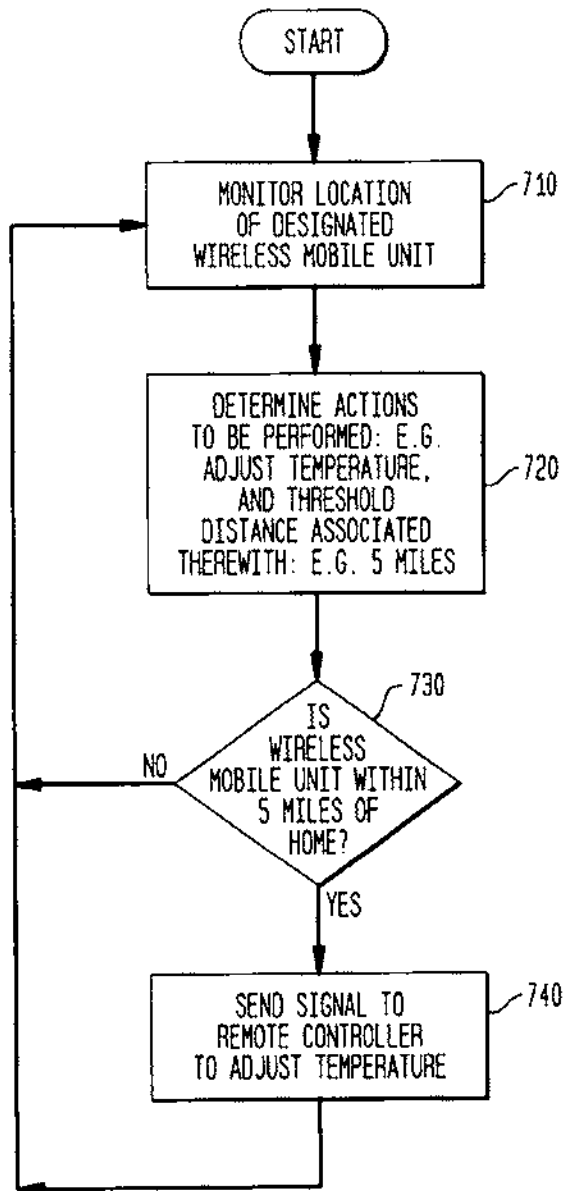 START
710
MONITOR LOCATION
OF DESIGNATED
WIRELESS MOBILE UNIT
DETERMINE ACTIONS
TO BE PERFORMED: E.G.
ADJUST TEMPERATURE,
AND THRESHOLD
DISTANCE ASSOCIATED
THEREWITH: E.G. 5 MILES
720
730
IS
WIRELESS
MOBILE UNIT WITHIN
5 MILES OF
HOME?
NO
YES
740
SEND SIGNAL TO
REMOTE CONTROLLER
TO ADJUST TEMPERATURE